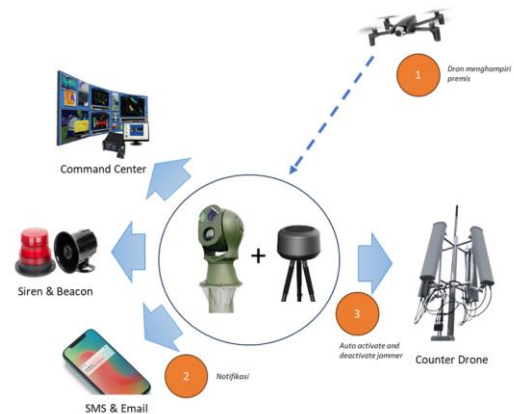 1
Dron menghampiri
premis
Command Center
+
Siren & Beacon
3
Auto activate and
deactivate jammer
Counter Drone
2
Notifikasi
SMS & Email